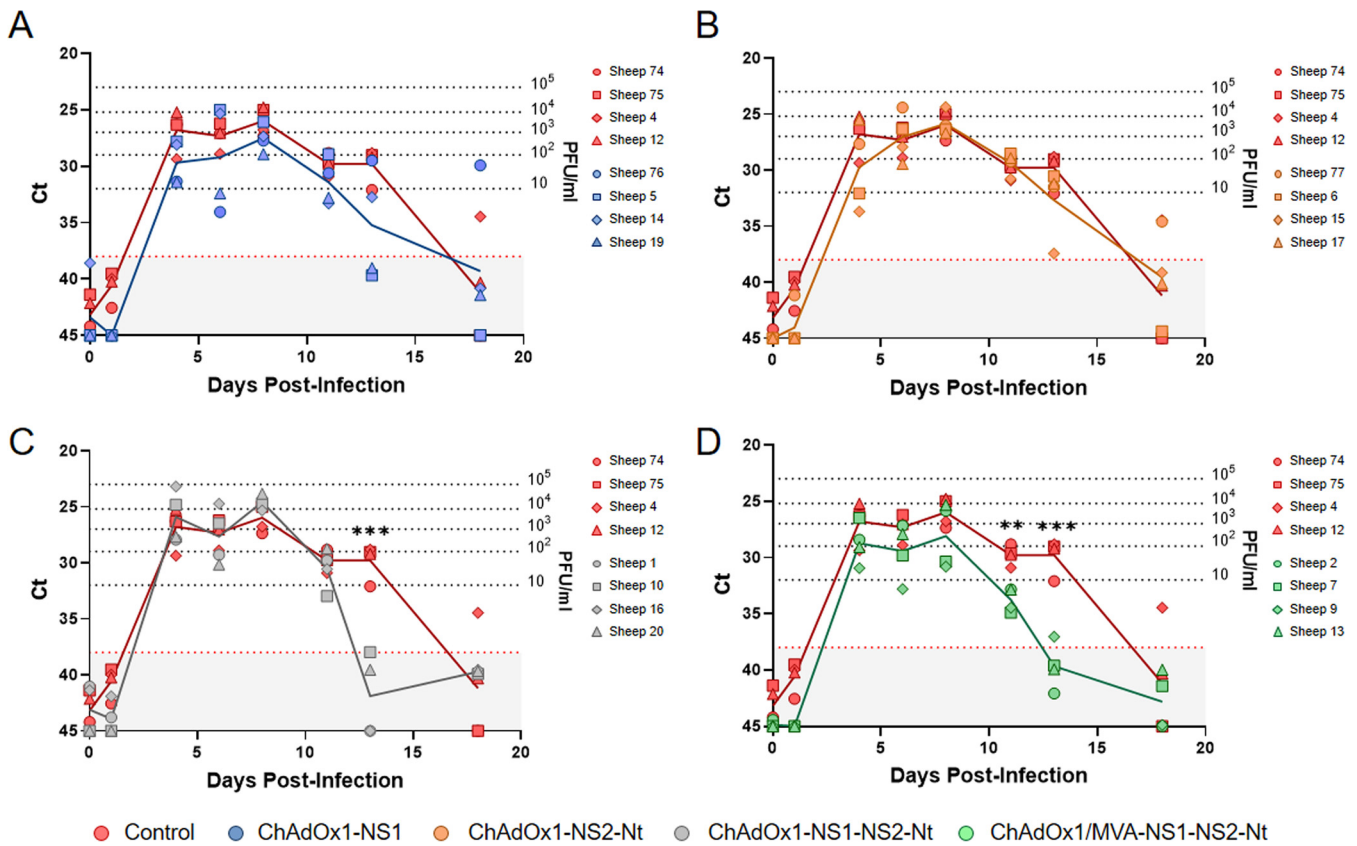 A
20
25
30
35
40
45
Ct
0
5
10
15
20
Days Post-Infection
10⁵
10⁴
10³
10²
10
PFU/ml
Sheep 74
Sheep 75
Sheep 4
Sheep 12
Sheep 76
Sheep 5
Sheep 14
Sheep 19
B
20
25
30
35
40
45
Ct
0
5
10
15
20
Days Post-Infection
10⁵
10⁴
10³
10²
10
PFU/ml
Sheep 74
Sheep 75
Sheep 4
Sheep 12
Sheep 77
Sheep 6
Sheep 15
Sheep 17
C
20
25
30
35
40
45
Ct
0
5
10
15
20
Days Post-Infection
***
10⁵
10⁴
10³
10²
10
PFU/ml
Sheep 74
Sheep 75
Sheep 4
Sheep 12
Sheep 1
Sheep 10
Sheep 16
Sheep 20
D
20
25
30
35
40
45
Ct
0
5
10
15
20
Days Post-Infection
** ***
10⁵
10⁴
10³
10²
10
PFU/ml
Sheep 74
Sheep 75
Sheep 4
Sheep 12
Sheep 2
Sheep 7
Sheep 9
Sheep 13
Control ChAdOx1-NS1 ChAdOx1-NS2-Nt ChAdOx1-NS1-NS2-Nt ChAdOx1/MVA-NS1-NS2-Nt